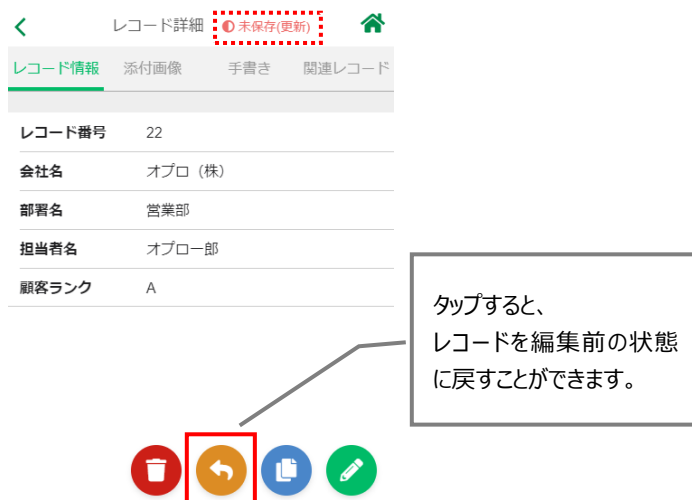 レコード詳細 未保存(更新)
レコード情報 添付画像 手書き 関連レコード
レコード番号 22
会社名 オプロ（株）
部署名 営業部
担当者名 オプロ一郎
顧客ランク A
タップすると、
レコードを編集前の状態
に戻すことができます。